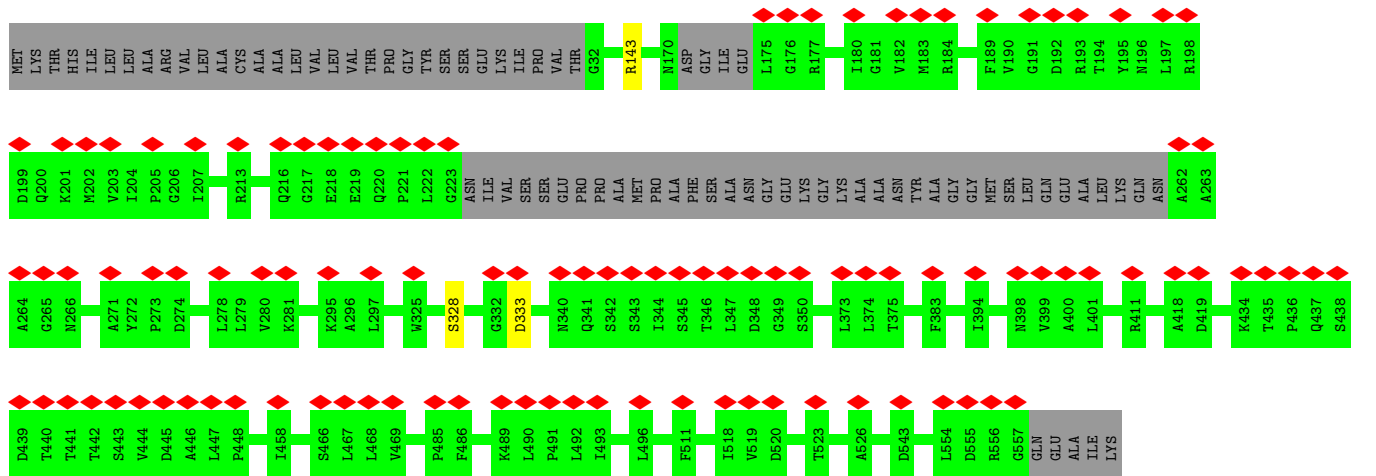 MET LYS THR HIS ILE LEU LEU ALA ARG VAL LEU ALA CYS ALA ALA LEU VAL LEU VAL THR PRO GLY TYR SER SER GLU LYS ILE PRO VAL THR G32 R143 N170 ASP GLY ILE GLU L175 G176 R177 I180 G181 V182 M183 R184 F189 V190 G191 D192 R193 T194 Y195 N196 L197 R198
D199 Q200 K201 M202 V203 I204 P205 G206 I207 R213 Q216 G217 E218 E219 Q220 P221 L222 G223 ASN ILE VAL SER SER GLU PRO PRO ALA MET PRO ALA PHE SER ALA ASN GLY GLU LYS GLY LYS ALA ALA ASN TYR ALA GLY GLY MET SER LEU GLN GLU ALA LEU LYS GLN ASN A262 A263
A264 G265 N266 A271 Y272 P273 D274 L278 L279 V280 K281 K295 A296 L297 W325 S328 G332 D333 N340 Q341 S342 S343 I344 S345 T346 L347 D348 G349 S350 L373 L374 T375 F383 I394 N398 V399 A400 L401 R411 A418 D419 K434 T435 P436 Q437 S438
D439 T440 T441 T442 S443 V444 D445 A446 L447 P448 I458 S466 L467 L468 V469 P485 F486 K489 L490 P491 L492 I493 L496 F511 I518 V519 D520 T523 A526 D543 L554 D555 R556 G557 GLN GLU ALA ILE LYS